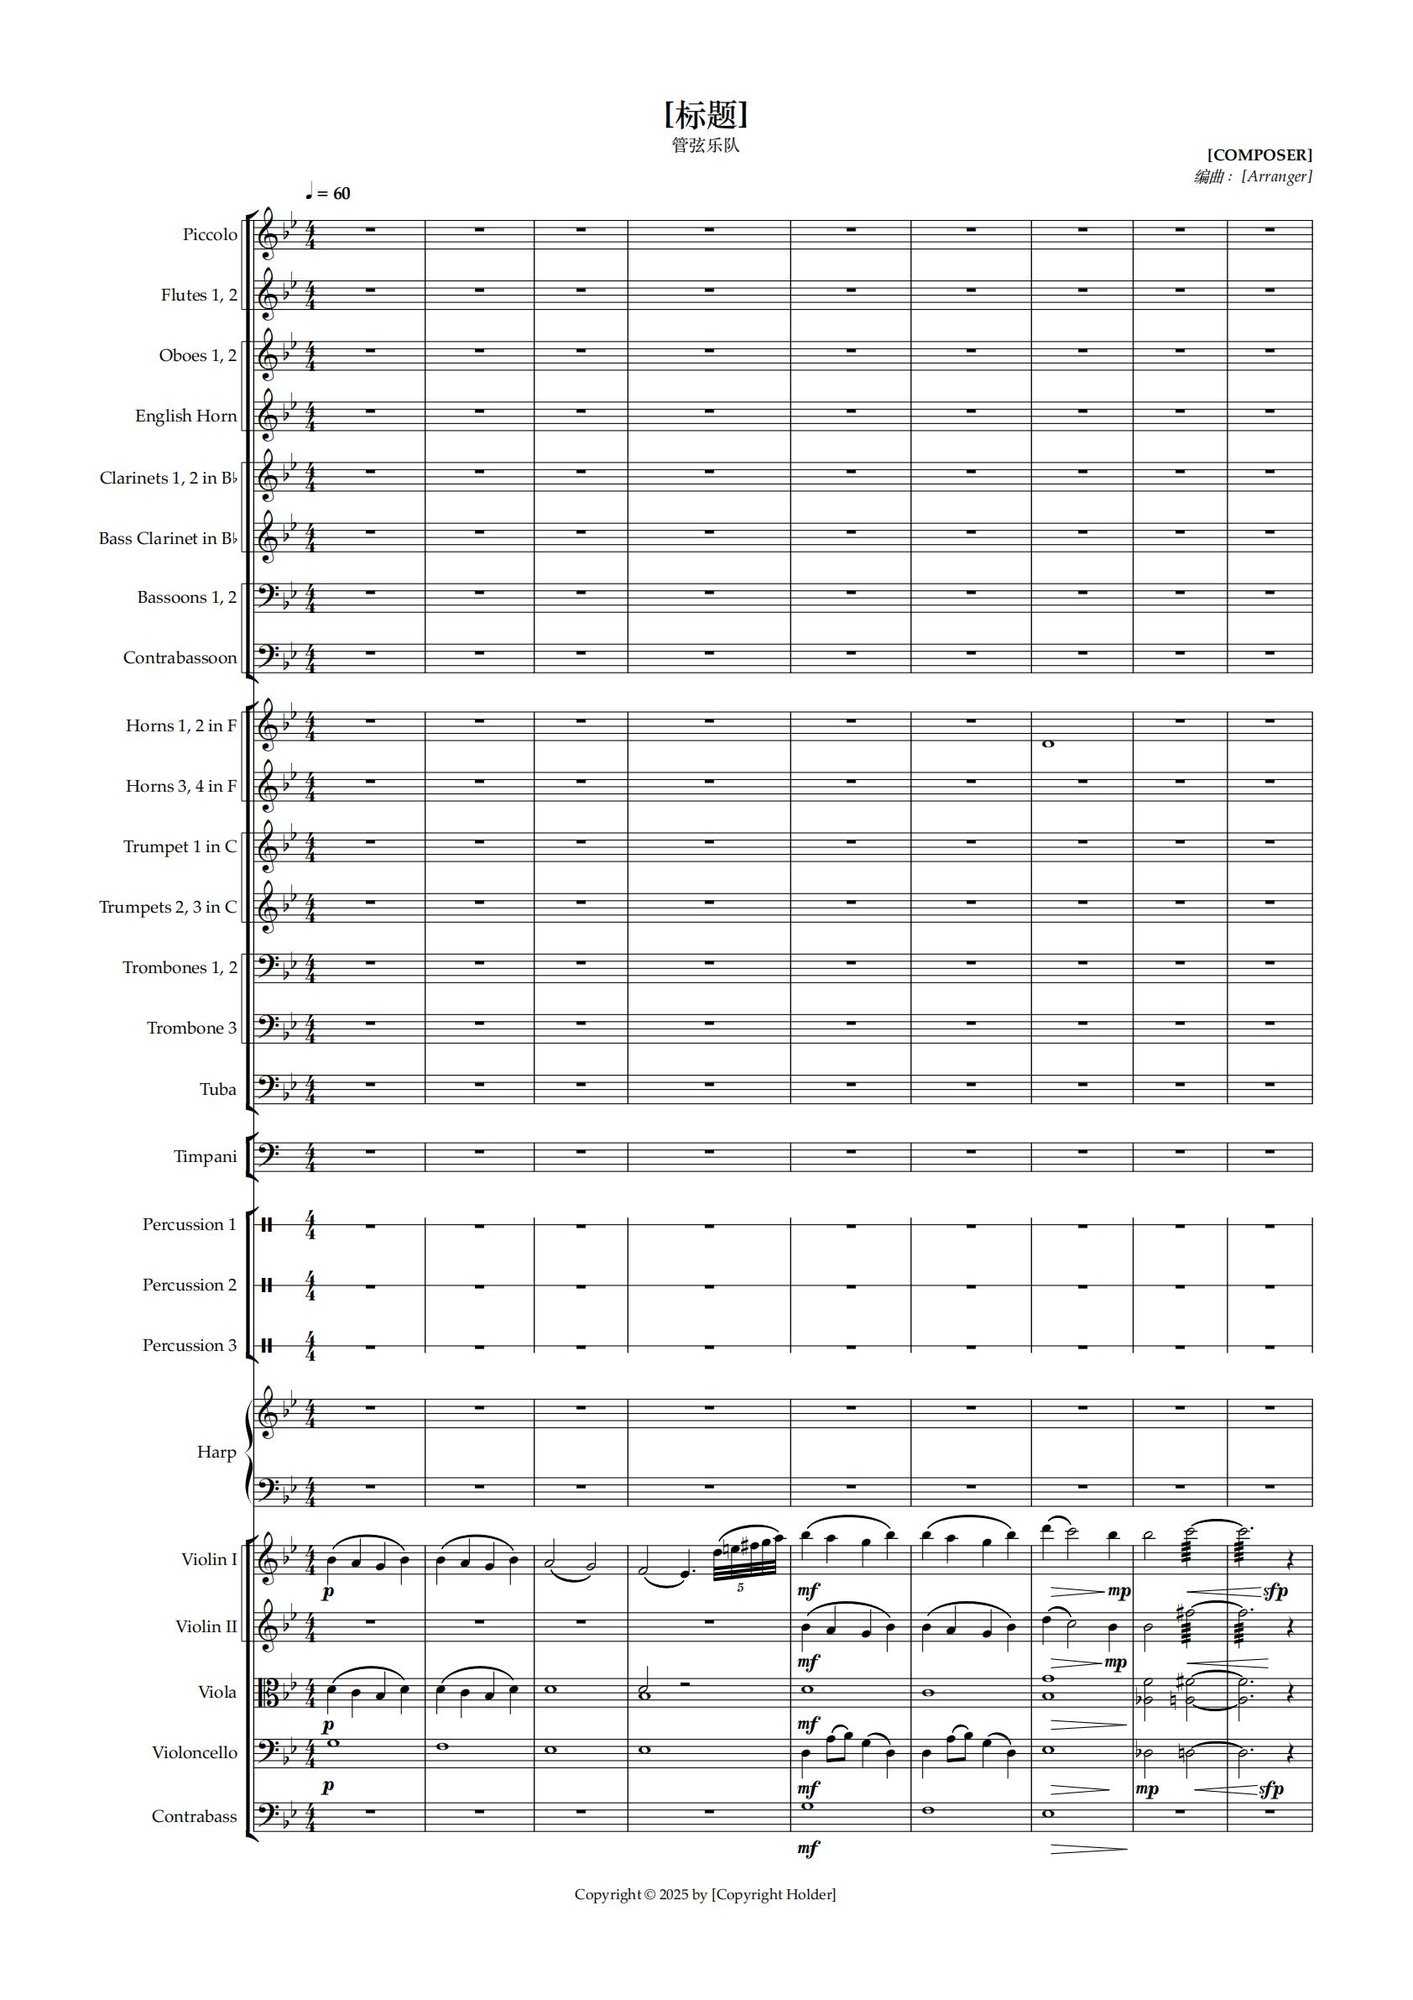 [标题]
管弦乐队
[COMPOSER]
编曲： [Arranger]
♩ = 60
Piccolo
Flutes 1, 2
Oboes 1, 2
English Horn
Clarinets 1, 2 in B♭
Bass Clarinet in B♭
Bassoons 1, 2
Contrabassoon
Horns 1, 2 in F
Horns 3, 4 in F
Trumpet 1 in C
Trumpets 2, 3 in C
Trombones 1, 2
Trombone 3
Tuba
Timpani
Percussion 1
Percussion 2
Percussion 3
Harp
Violin I
5
p mf mp sfp
Violin II
mf mp
Viola
p mf
Violoncello
p mf mp sfp
Contrabass
mf
Copyright © 2025 by [Copyright Holder]